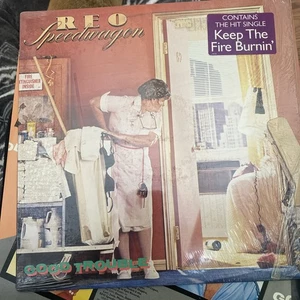 REO
Speedwagon
CONTAINS
THE HIT SINGLE
Keep The
Fire Burnin'
GOOD TROUBLE